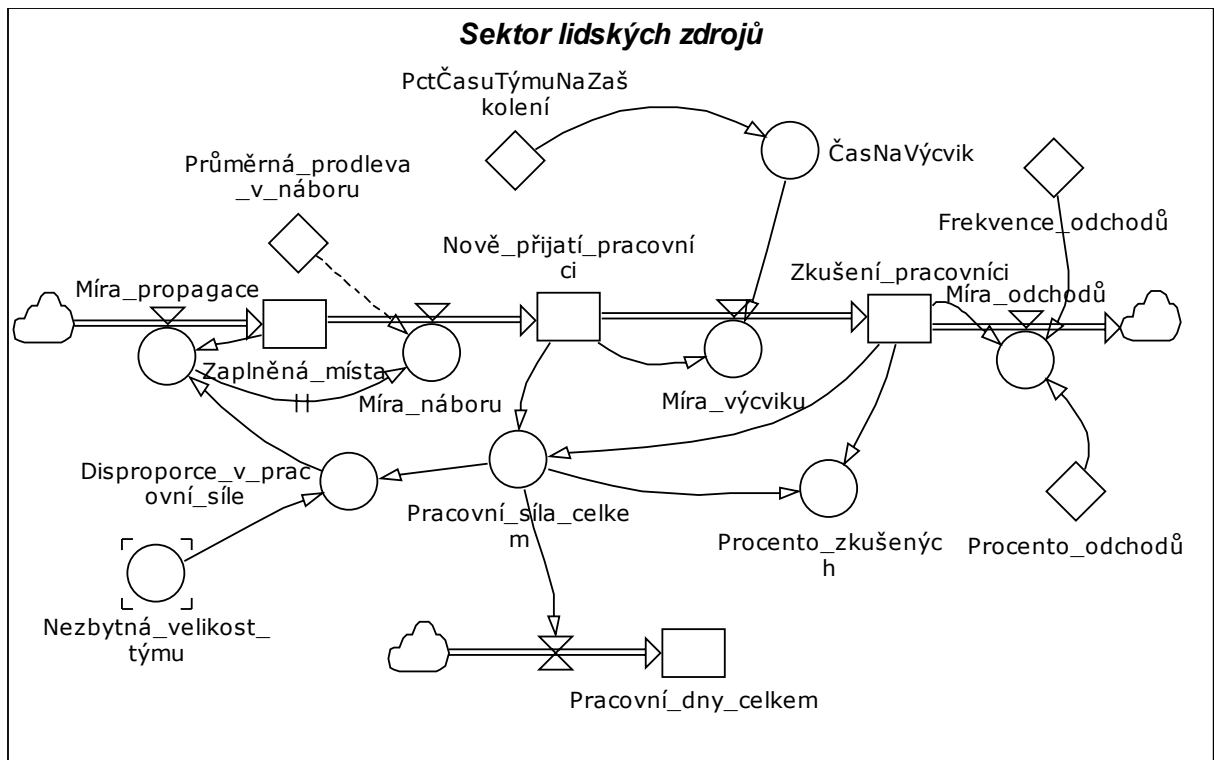 Sektor lidských zdrojů
PctČasuTýmuNaZaš
kolení
ČasNaVýcvik
Průměrná_prodleva
_v_náboru
Frekvence_odchodů
Nově_přijatí_pracovní
ci
Zkušení_pracovníci
Míra_propagace
Míra_odchodů
Zaplněná_místa
Míra_náboru
Míra_výcviku
Disproporce_v_prac
ovní_síle
Pracovní_síla_celke
m
Procento_zkušenýc
h
Procento_odchodů
Nezbytná_velikost_
týmu
Pracovní_dny_celkem